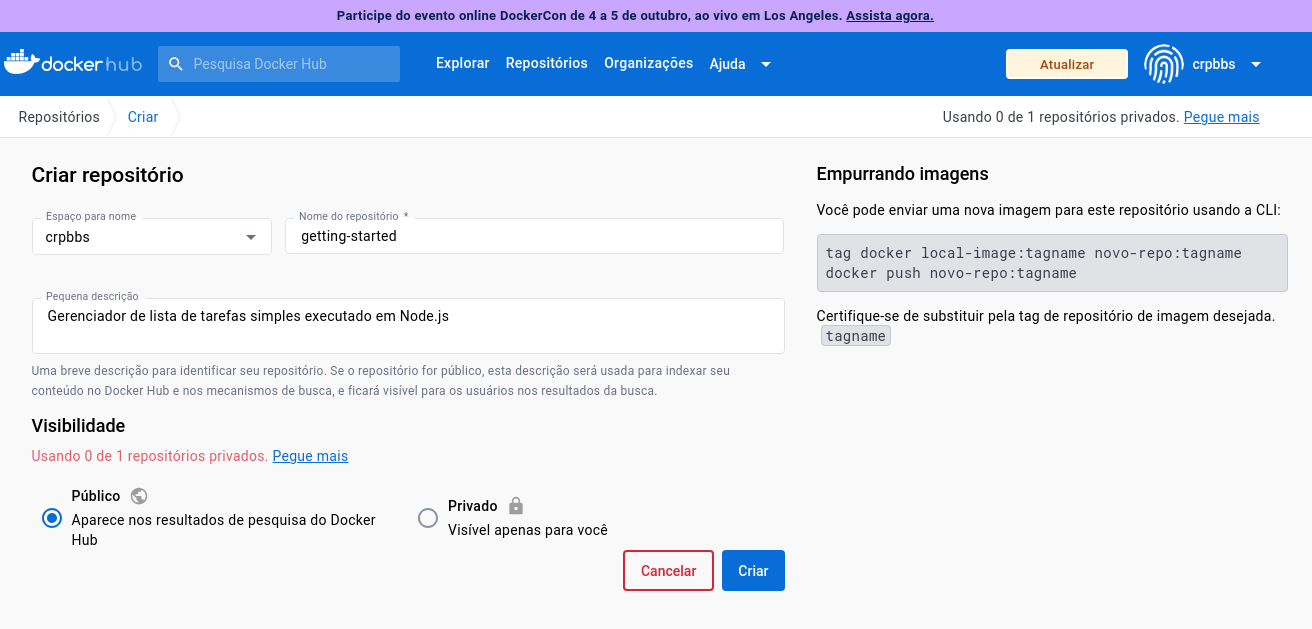 Participe do evento online DockerCon de 4 a 5 de outubro, ao vivo em Los Angeles. Assista agora.
dockerhub
Pesquisa Docker Hub
Explorar
Repositórios
Organizações
Ajuda
Atualizar
crpbbs
Repositórios
Criar
Usando 0 de 1 repositórios privados. Pegue mais
Criar repositório
Espaço para nome
crpbbs
Nome do repositório *
getting-started
Pequena descrição
Gerenciador de lista de tarefas simples executado em Node.js
Uma breve descrição para identificar seu repositório. Se o repositório for público, esta descrição será usada para indexar seu
conteúdo no Docker Hub e nos mecanismos de busca, e ficará visível para os usuários nos resultados da busca.
Visibilidade
Usando 0 de 1 repositórios privados. Pegue mais
Público
Aparece nos resultados de pesquisa do Docker
Hub
Privado
Visível apenas para você
Cancelar
Criar
Empurrando imagens
Você pode enviar uma nova imagem para este repositório usando a CLI:
tag docker local-image:tagname novo-repo:tagname
docker push novo-repo:tagname
Certifique-se de substituir pela tag de repositório de imagem desejada.
tagname